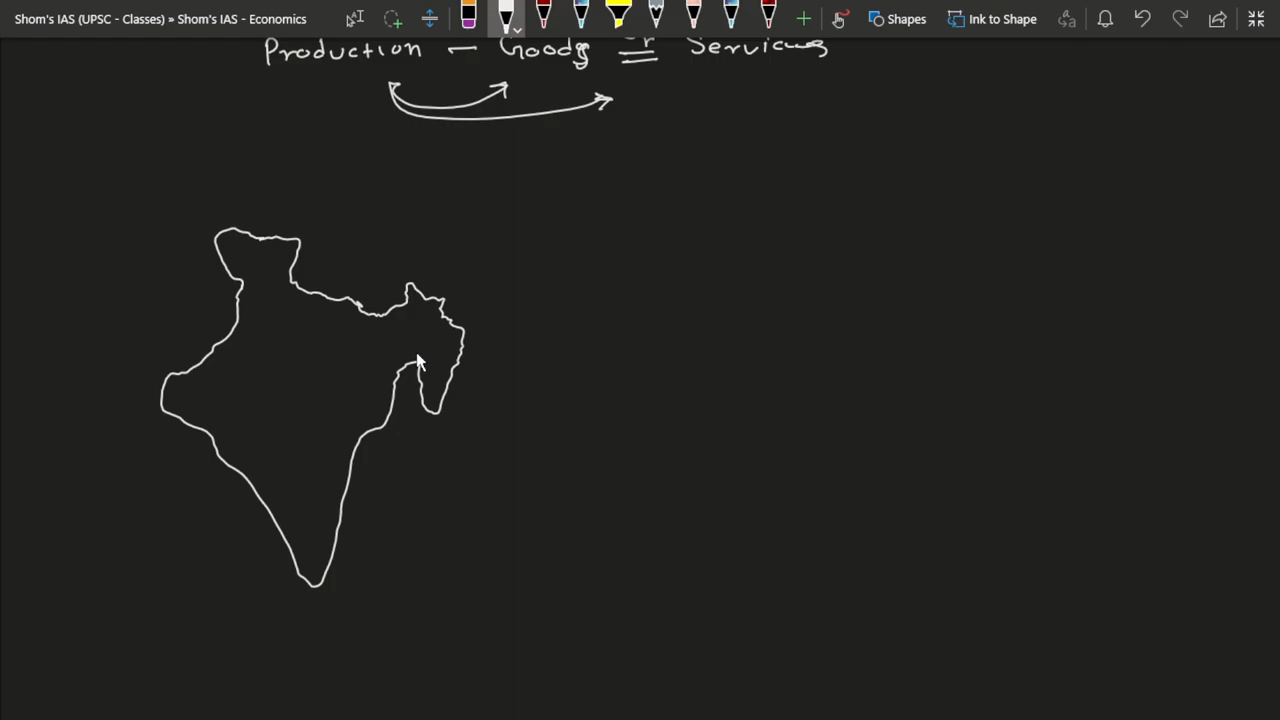 Shom's IAS (UPSC - Classes) » Shom's IAS - Economics
Shapes
Ink to Shape
Production - Goods or Services